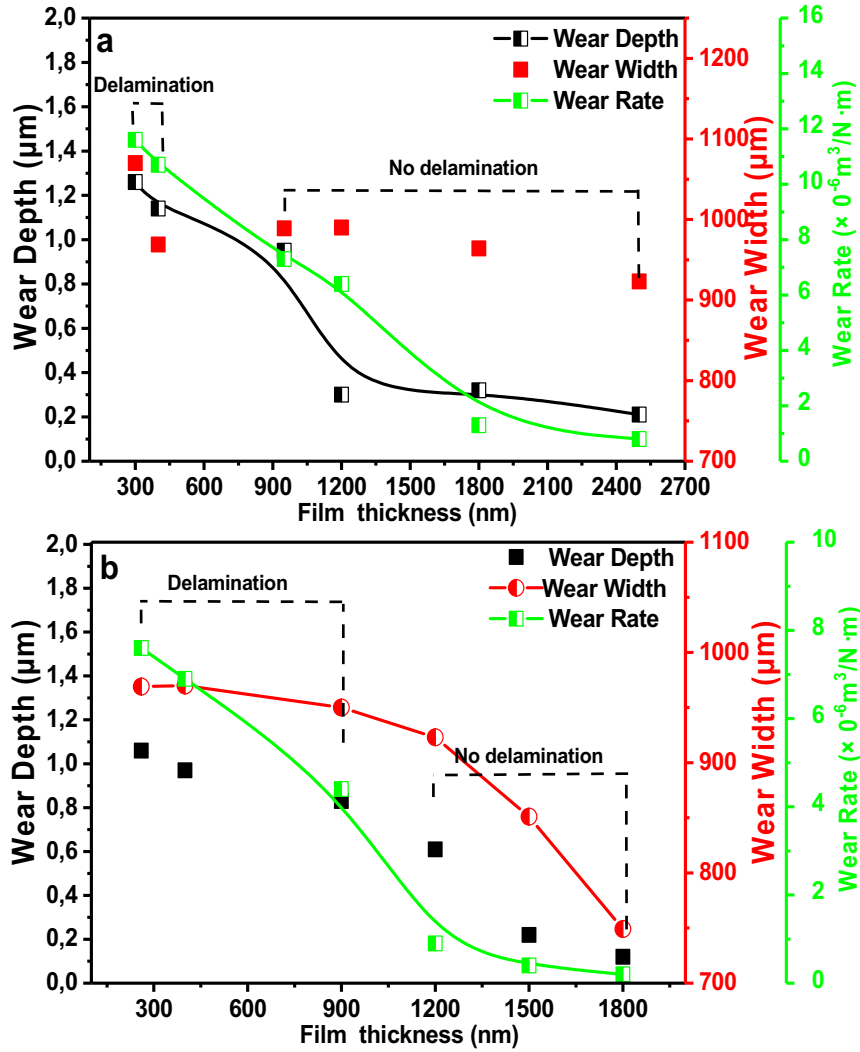 a
Wear Depth
Wear Width
Wear Rate
Delamination
No delamination
2,0
1,8
1,6
1,4
1,2
1,0
0,8
0,6
0,4
0,2
0,0
Wear Depth (µm)
300 600 900 1200 1500 1800 2100 2400 2700
Film thickness (nm)
1250
1200
1100
1000
900
800
700
Wear Width (µm)
16
14
12
10
8
6
4
2
0
Wear Rate (× 0⁻⁶m³/N·m)
b
Wear Depth
Wear Width
Wear Rate
Delamination
No delamination
2,0
1,8
1,6
1,4
1,2
1,0
0,8
0,6
0,4
0,2
0,0
Wear Depth (µm)
300 600 900 1200 1500 1800
Film thickness (nm)
1100
1000
900
800
700
Wear Width (µm)
10
8
6
4
2
0
Wear Rate (× 0⁻⁶m³/N·m)